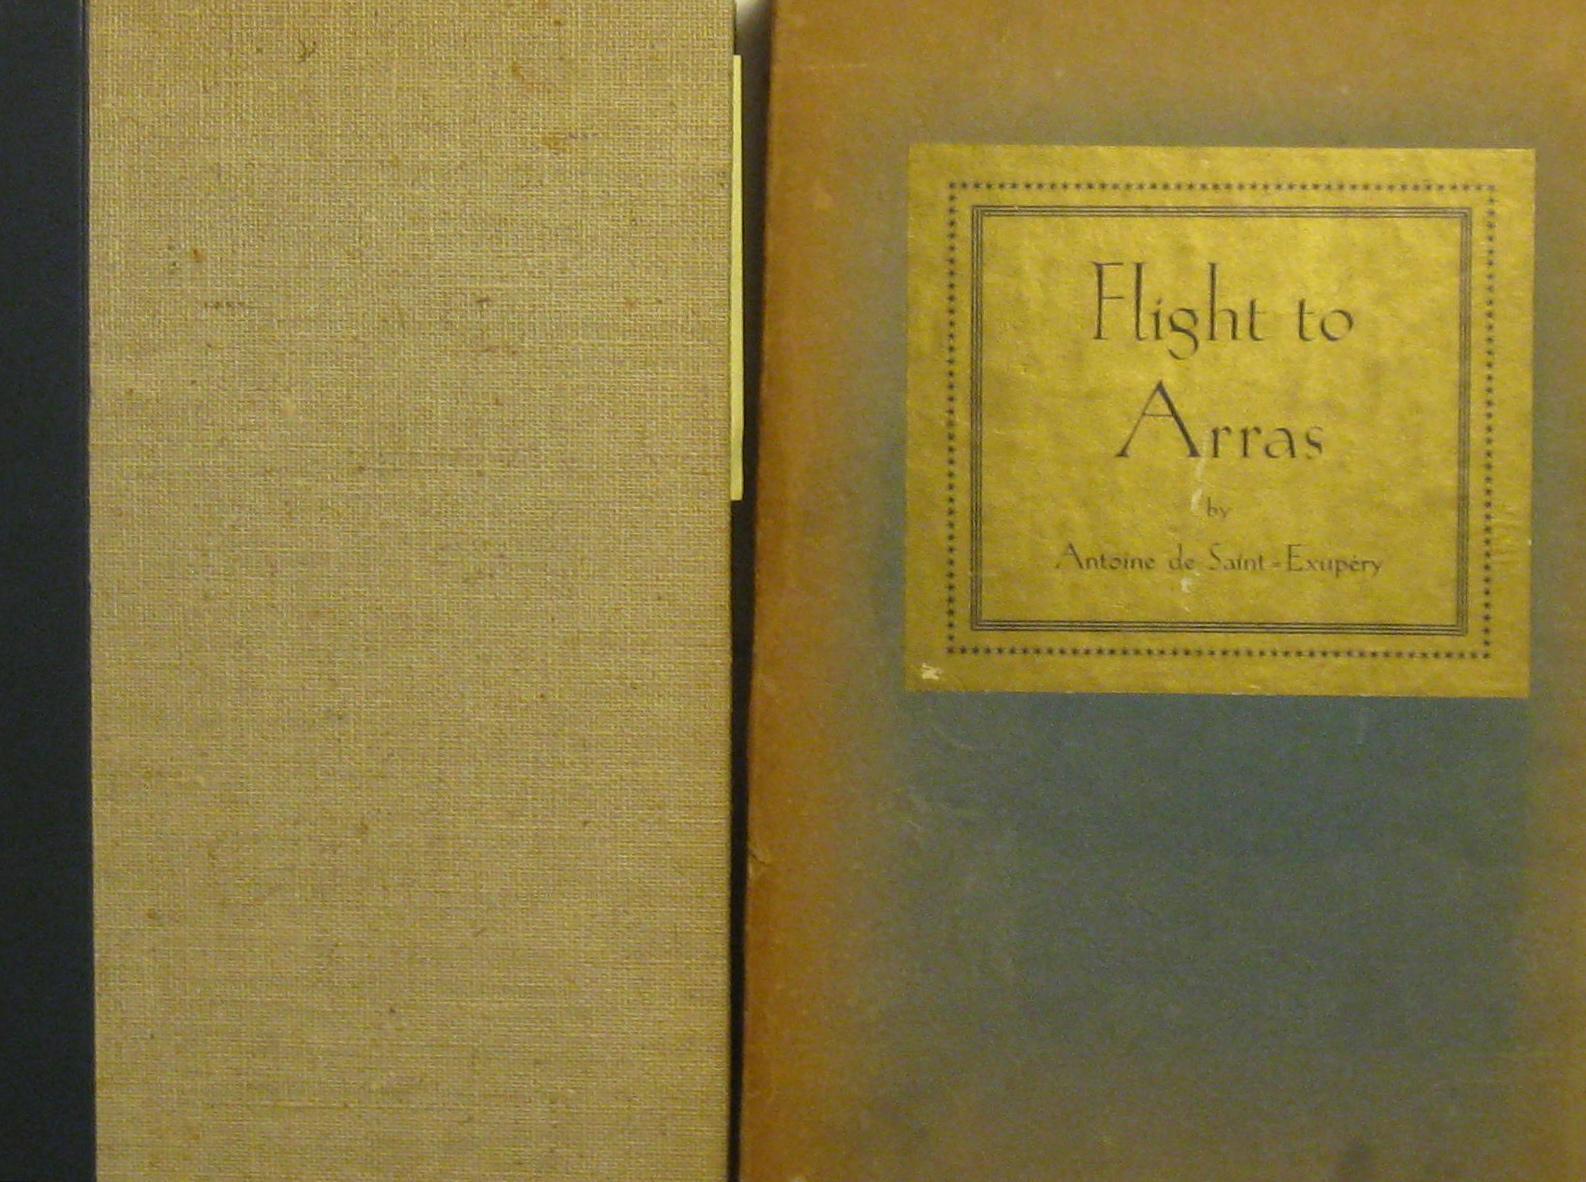 Flight to
Arras
by
Antoine de Saint-Exupéry